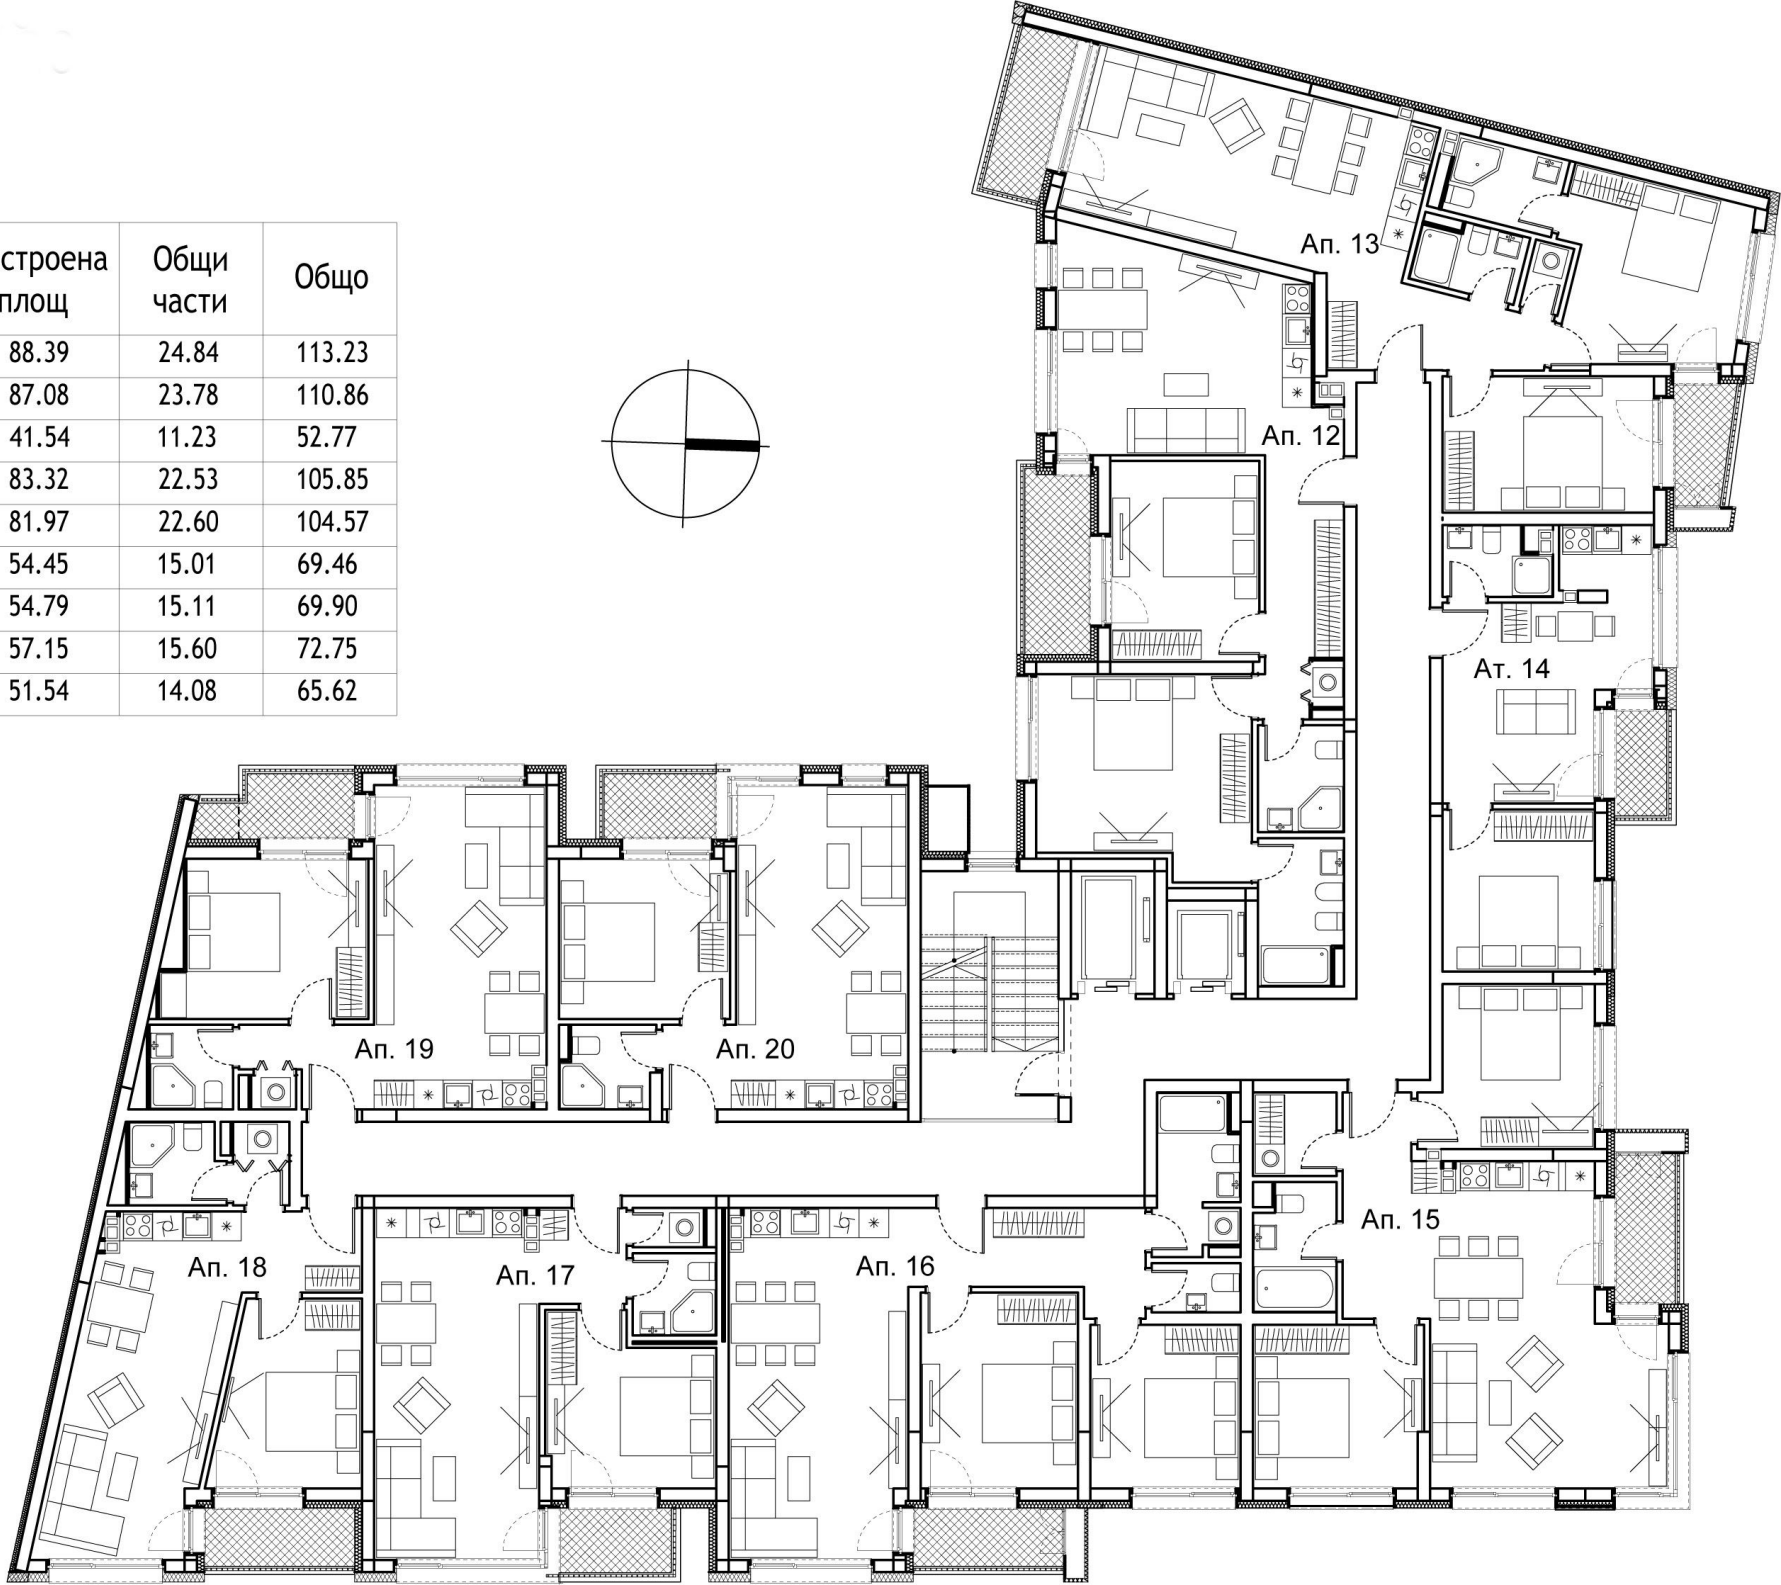 строена Общи Общо
площ части
88.39 24.84 113.23
87.08 23.78 110.86
41.54 11.23 52.77
83.32 22.53 105.85
81.97 22.60 104.57
54.45 15.01 69.46
54.79 15.11 69.90
57.15 15.60 72.75
51.54 14.08 65.62
Ап. 13
Ап. 12
Ат. 14
Ап. 19
Ап. 20
Ап. 15
Ап. 18
Ап. 17
Ап. 16